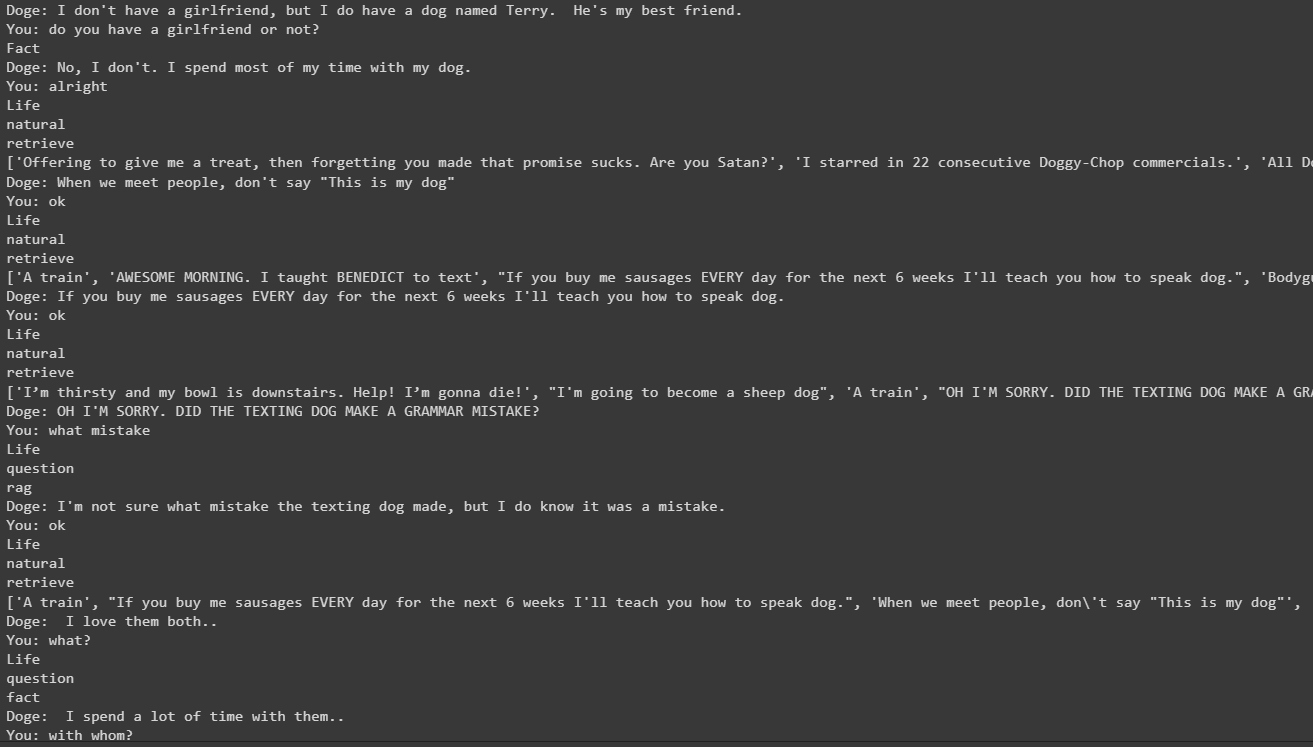 Doge: I don't have a girlfriend, but I do have a dog named Terry.  He's my best friend.
You: do you have a girlfriend or not?
Fact
Doge: No, I don't. I spend most of my time with my dog.
You: alright
Life
natural
retrieve
['Offering to give me a treat, then forgetting you made that promise sucks. Are you Satan?', 'I starred in 22 consecutive Doggy-Chop commercials.', 'All Do
Doge: When we meet people, don't say "This is my dog"
You: ok
Life
natural
retrieve
['A train', 'AWESOME MORNING. I taught BENEDICT to text', "If you buy me sausages EVERY day for the next 6 weeks I'll teach you how to speak dog.", 'Bodygu
Doge: If you buy me sausages EVERY day for the next 6 weeks I'll teach you how to speak dog.
You: ok
Life
natural
retrieve
['I’m thirsty and my bowl is downstairs. Help! I’m gonna die!', "I'm going to become a sheep dog", 'A train', "OH I'M SORRY. DID THE TEXTING DOG MAKE A GRA
Doge: OH I'M SORRY. DID THE TEXTING DOG MAKE A GRAMMAR MISTAKE?
You: what mistake
Life
question
rag
Doge: I'm not sure what mistake the texting dog made, but I do know it was a mistake.
You: ok
Life
natural
retrieve
['A train', "If you buy me sausages EVERY day for the next 6 weeks I'll teach you how to speak dog.", 'When we meet people, don\'t say "This is my dog"',
Doge:  I love them both..
You: what?
Life
question
fact
Doge:  I spend a lot of time with them..
You: with whom?